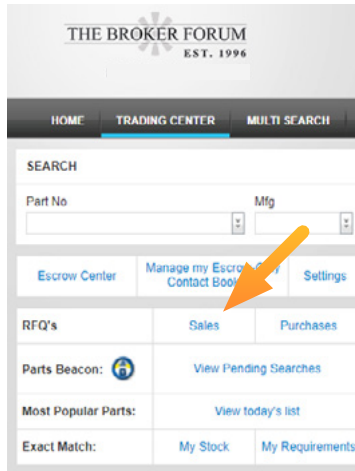 THE BROKER FORUM
EST. 1996
HOME TRADING CENTER MULTI SEARCH
SEARCH
Part No Mfg
Escrow Center Manage my Escrow Settings
Contact Book
RFQ's Sales Purchases
Parts Beacon: View Pending Searches
Most Popular Parts: View today's list
Exact Match: My Stock My Requirements